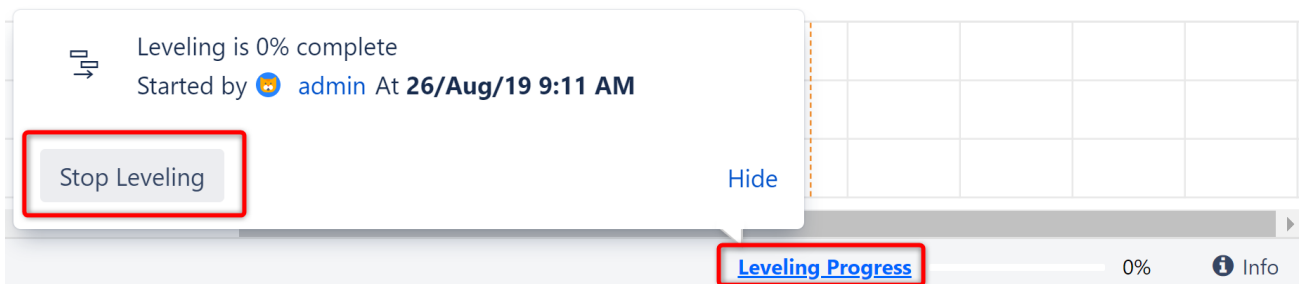 Leveling is 0% complete
Started by admin At 26/Aug/19 9:11 AM
Stop Leveling
Hide
Leveling Progress 0% Info